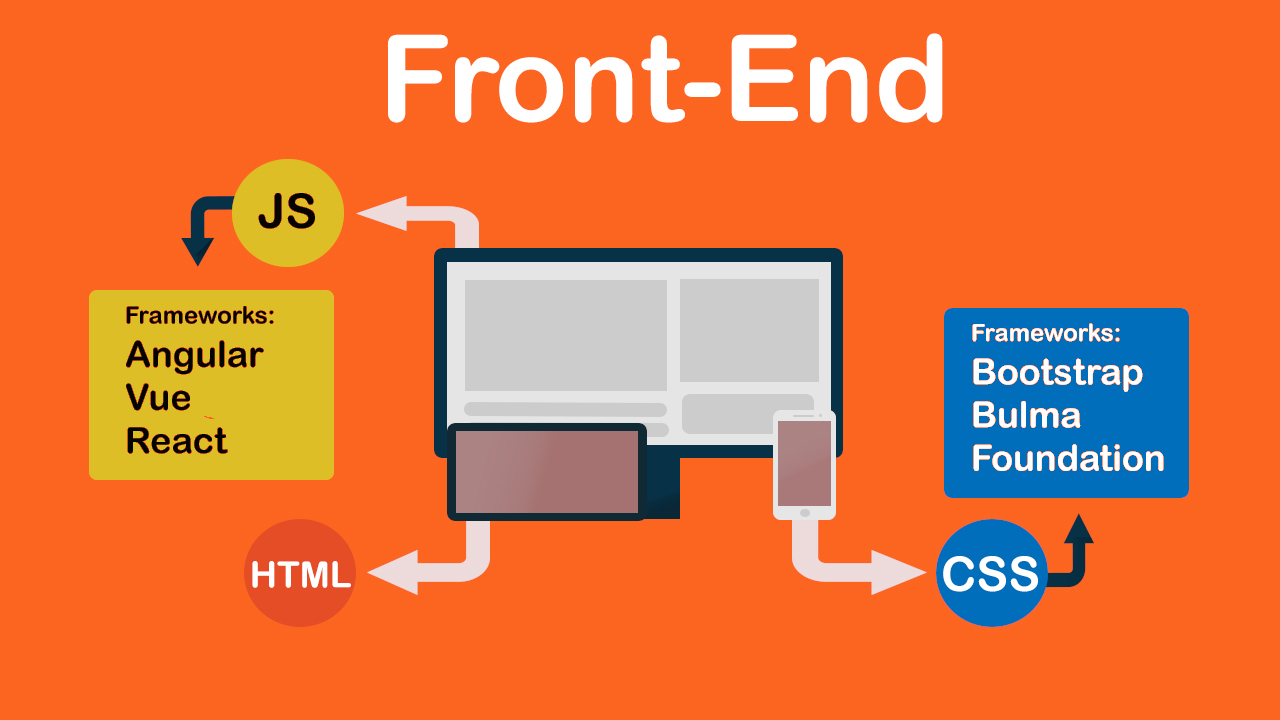 Front-End
JS
Frameworks:
Angular
Vue
React
HTML
Frameworks:
Bootstrap
Bulma
Foundation
CSS